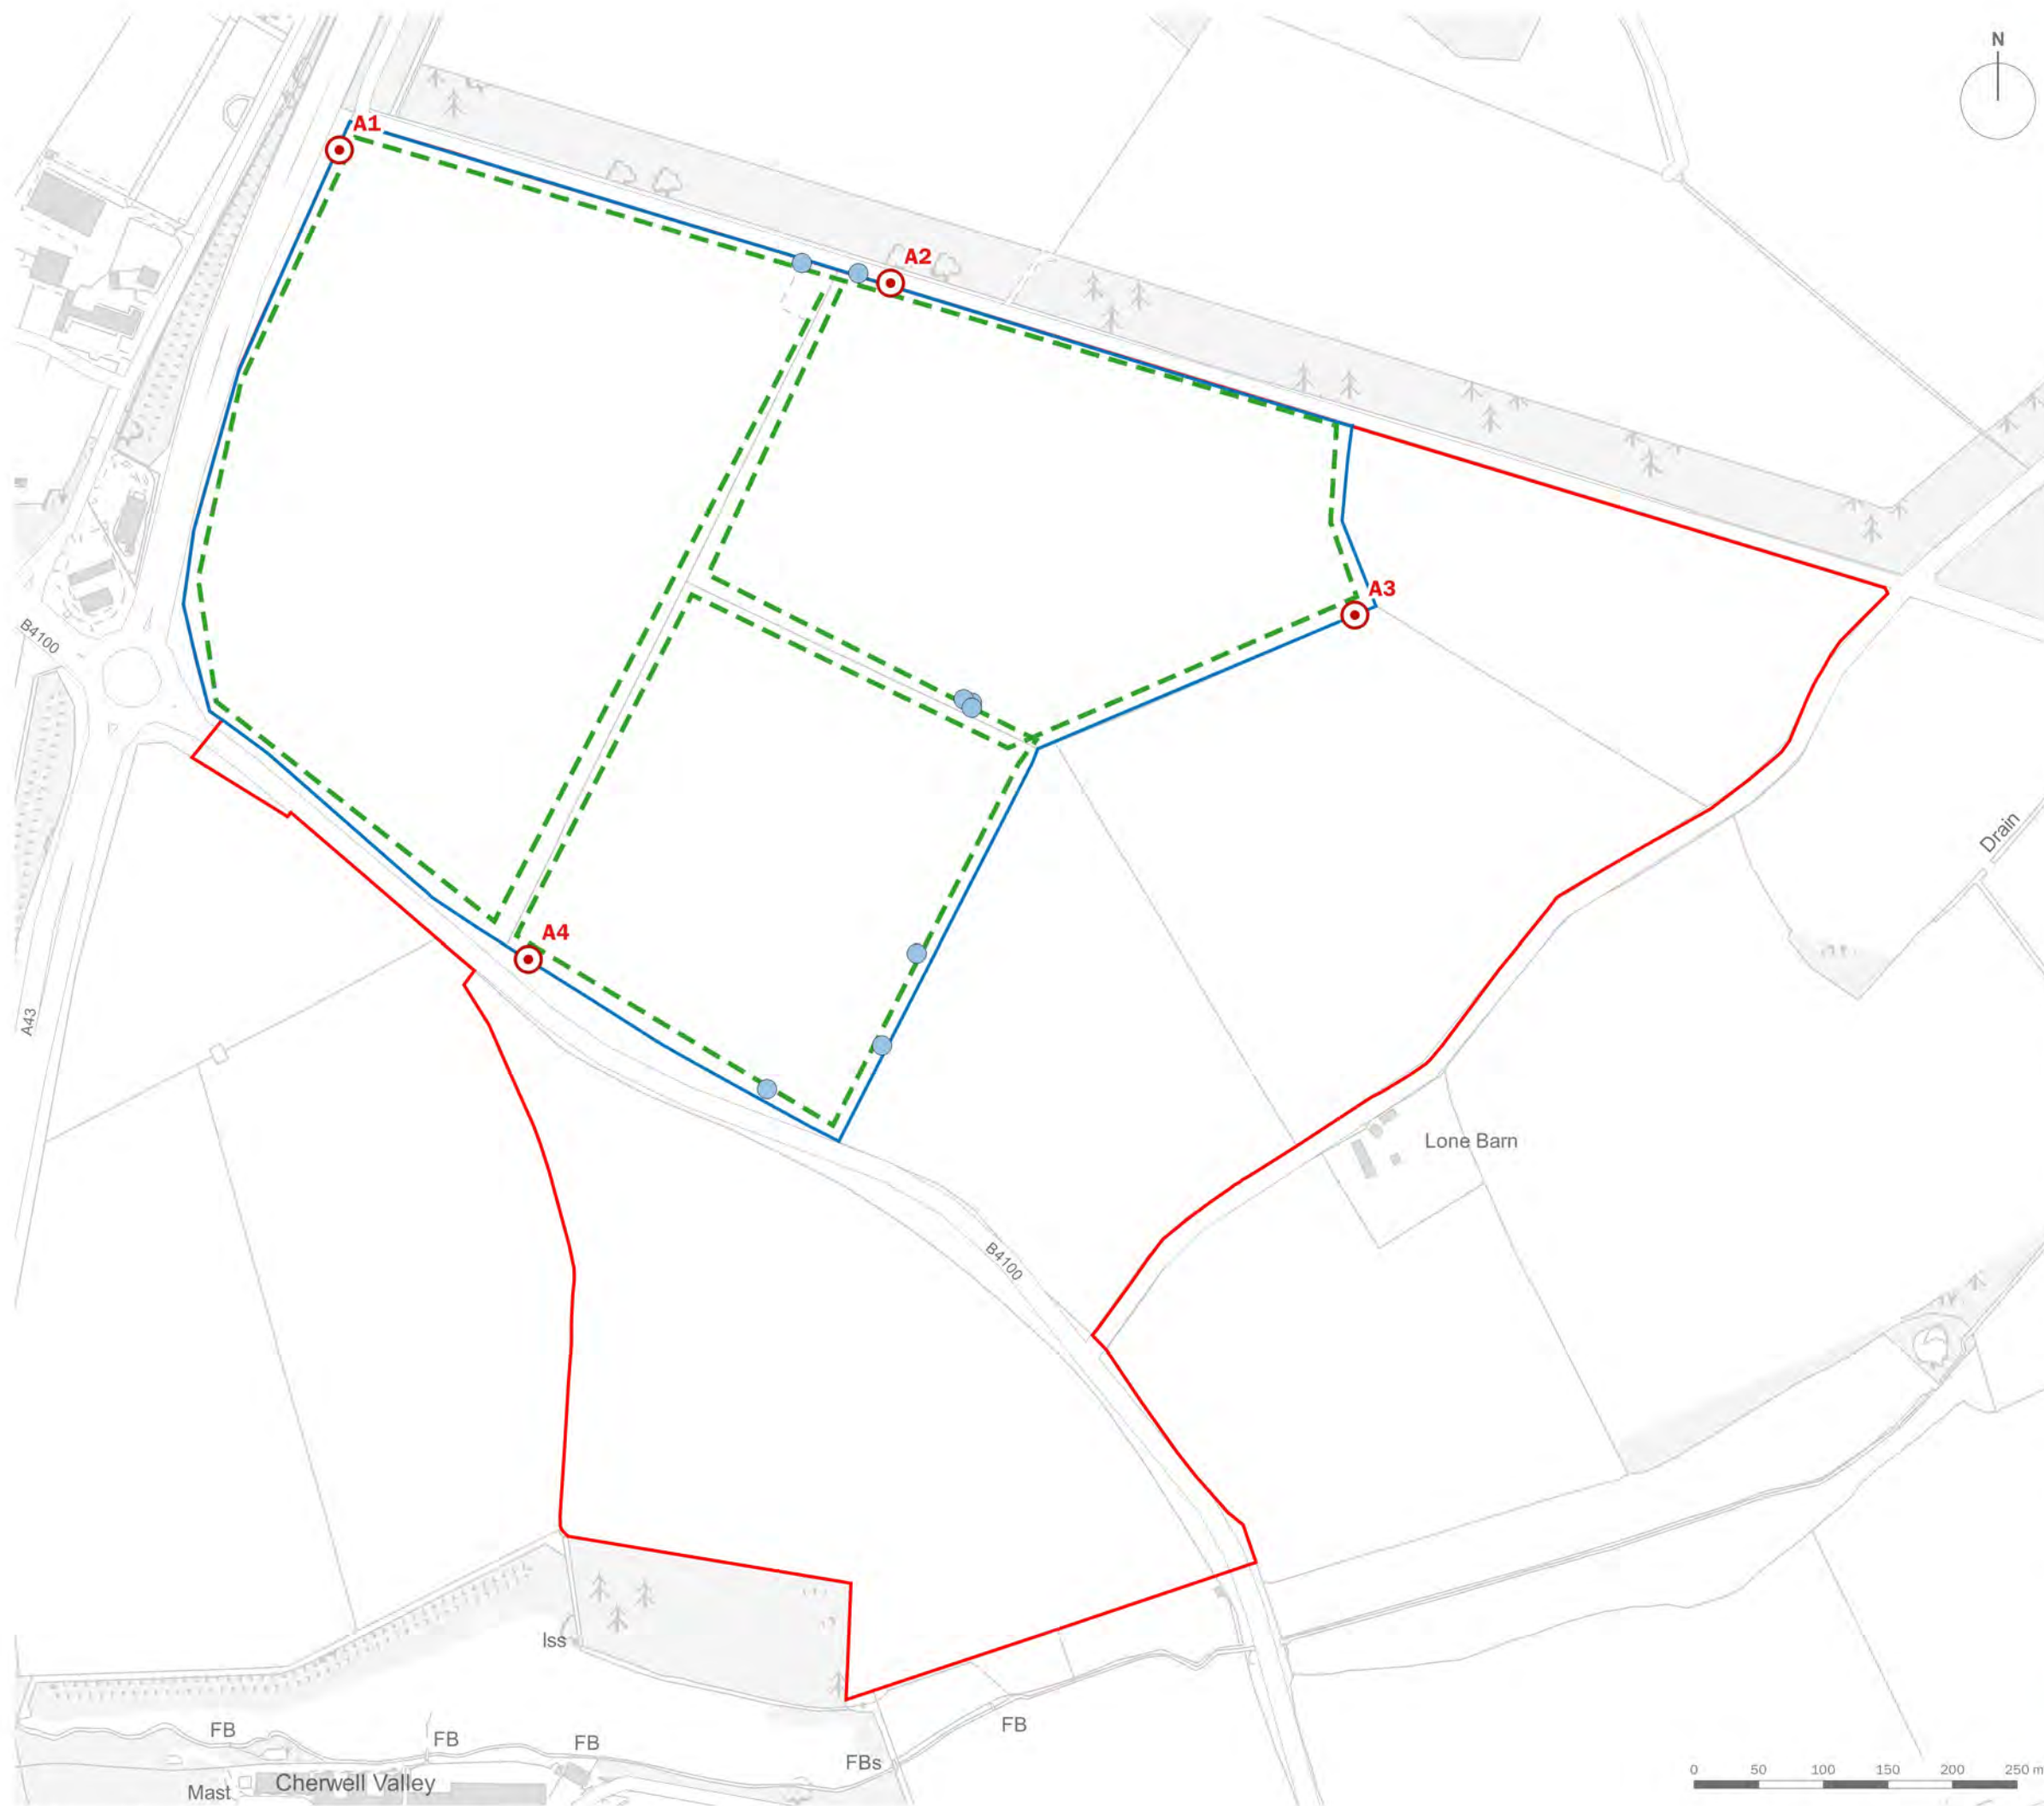 N
A1
A2
A3
B4100
Drain
A4
A43
Lone Barn
B4100
Iss
FB
FB
FB
FB
FBs
Mast
Cherwell Valley
0 50 100 150 200 250 m